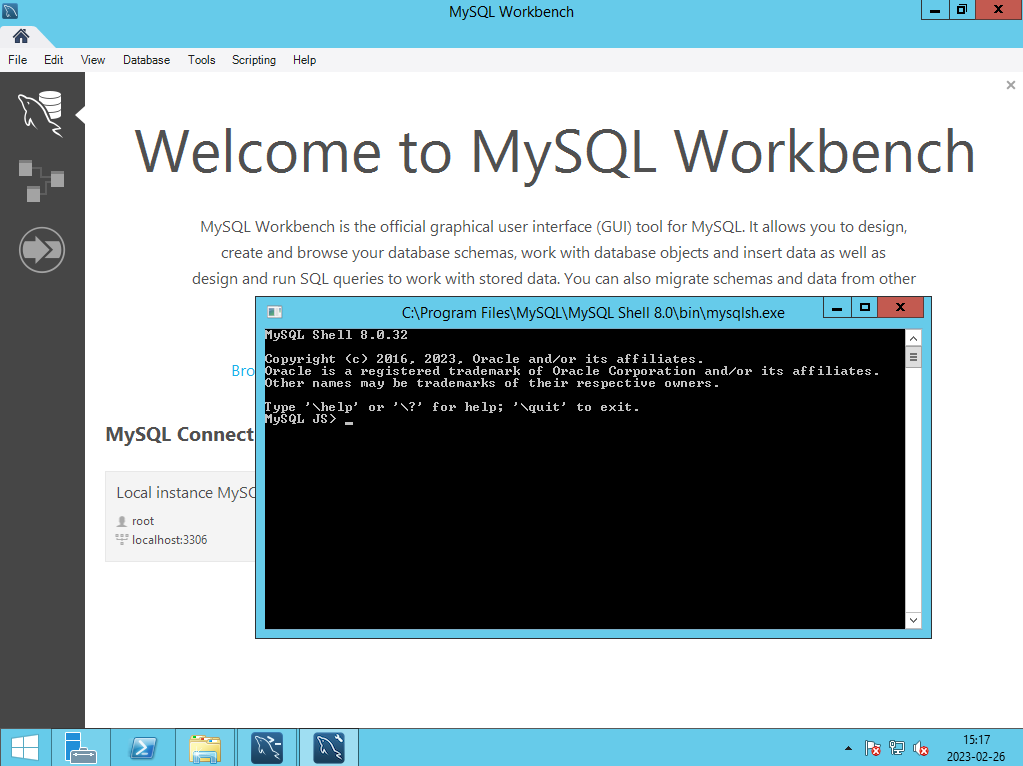 MySQL Workbench
File Edit View Database Tools Scripting Help
Welcome to MySQL Workbench
MySQL Workbench is the official graphical user interface (GUI) tool for MySQL. It allows you to design,
create and browse your database schemas, work with database objects and insert data as well as
design and run SQL queries to work with stored data. You can also migrate schemas and data from other
C:\Program Files\MySQL\MySQL Shell 8.0\bin\mysqlsh.exe
MySQL Shell 8.0.32
Copyright (c) 2016, 2023, Oracle and/or its affiliates.
Oracle is a registered trademark of Oracle Corporation and/or its affiliates.
Other names may be trademarks of their respective owners.
Type '\help' or '\?' for help; '\quit' to exit.
MySQL JS>
Bro
MySQL Connect
Local instance MySQ
root
localhost:3306
15:17
2023-02-26